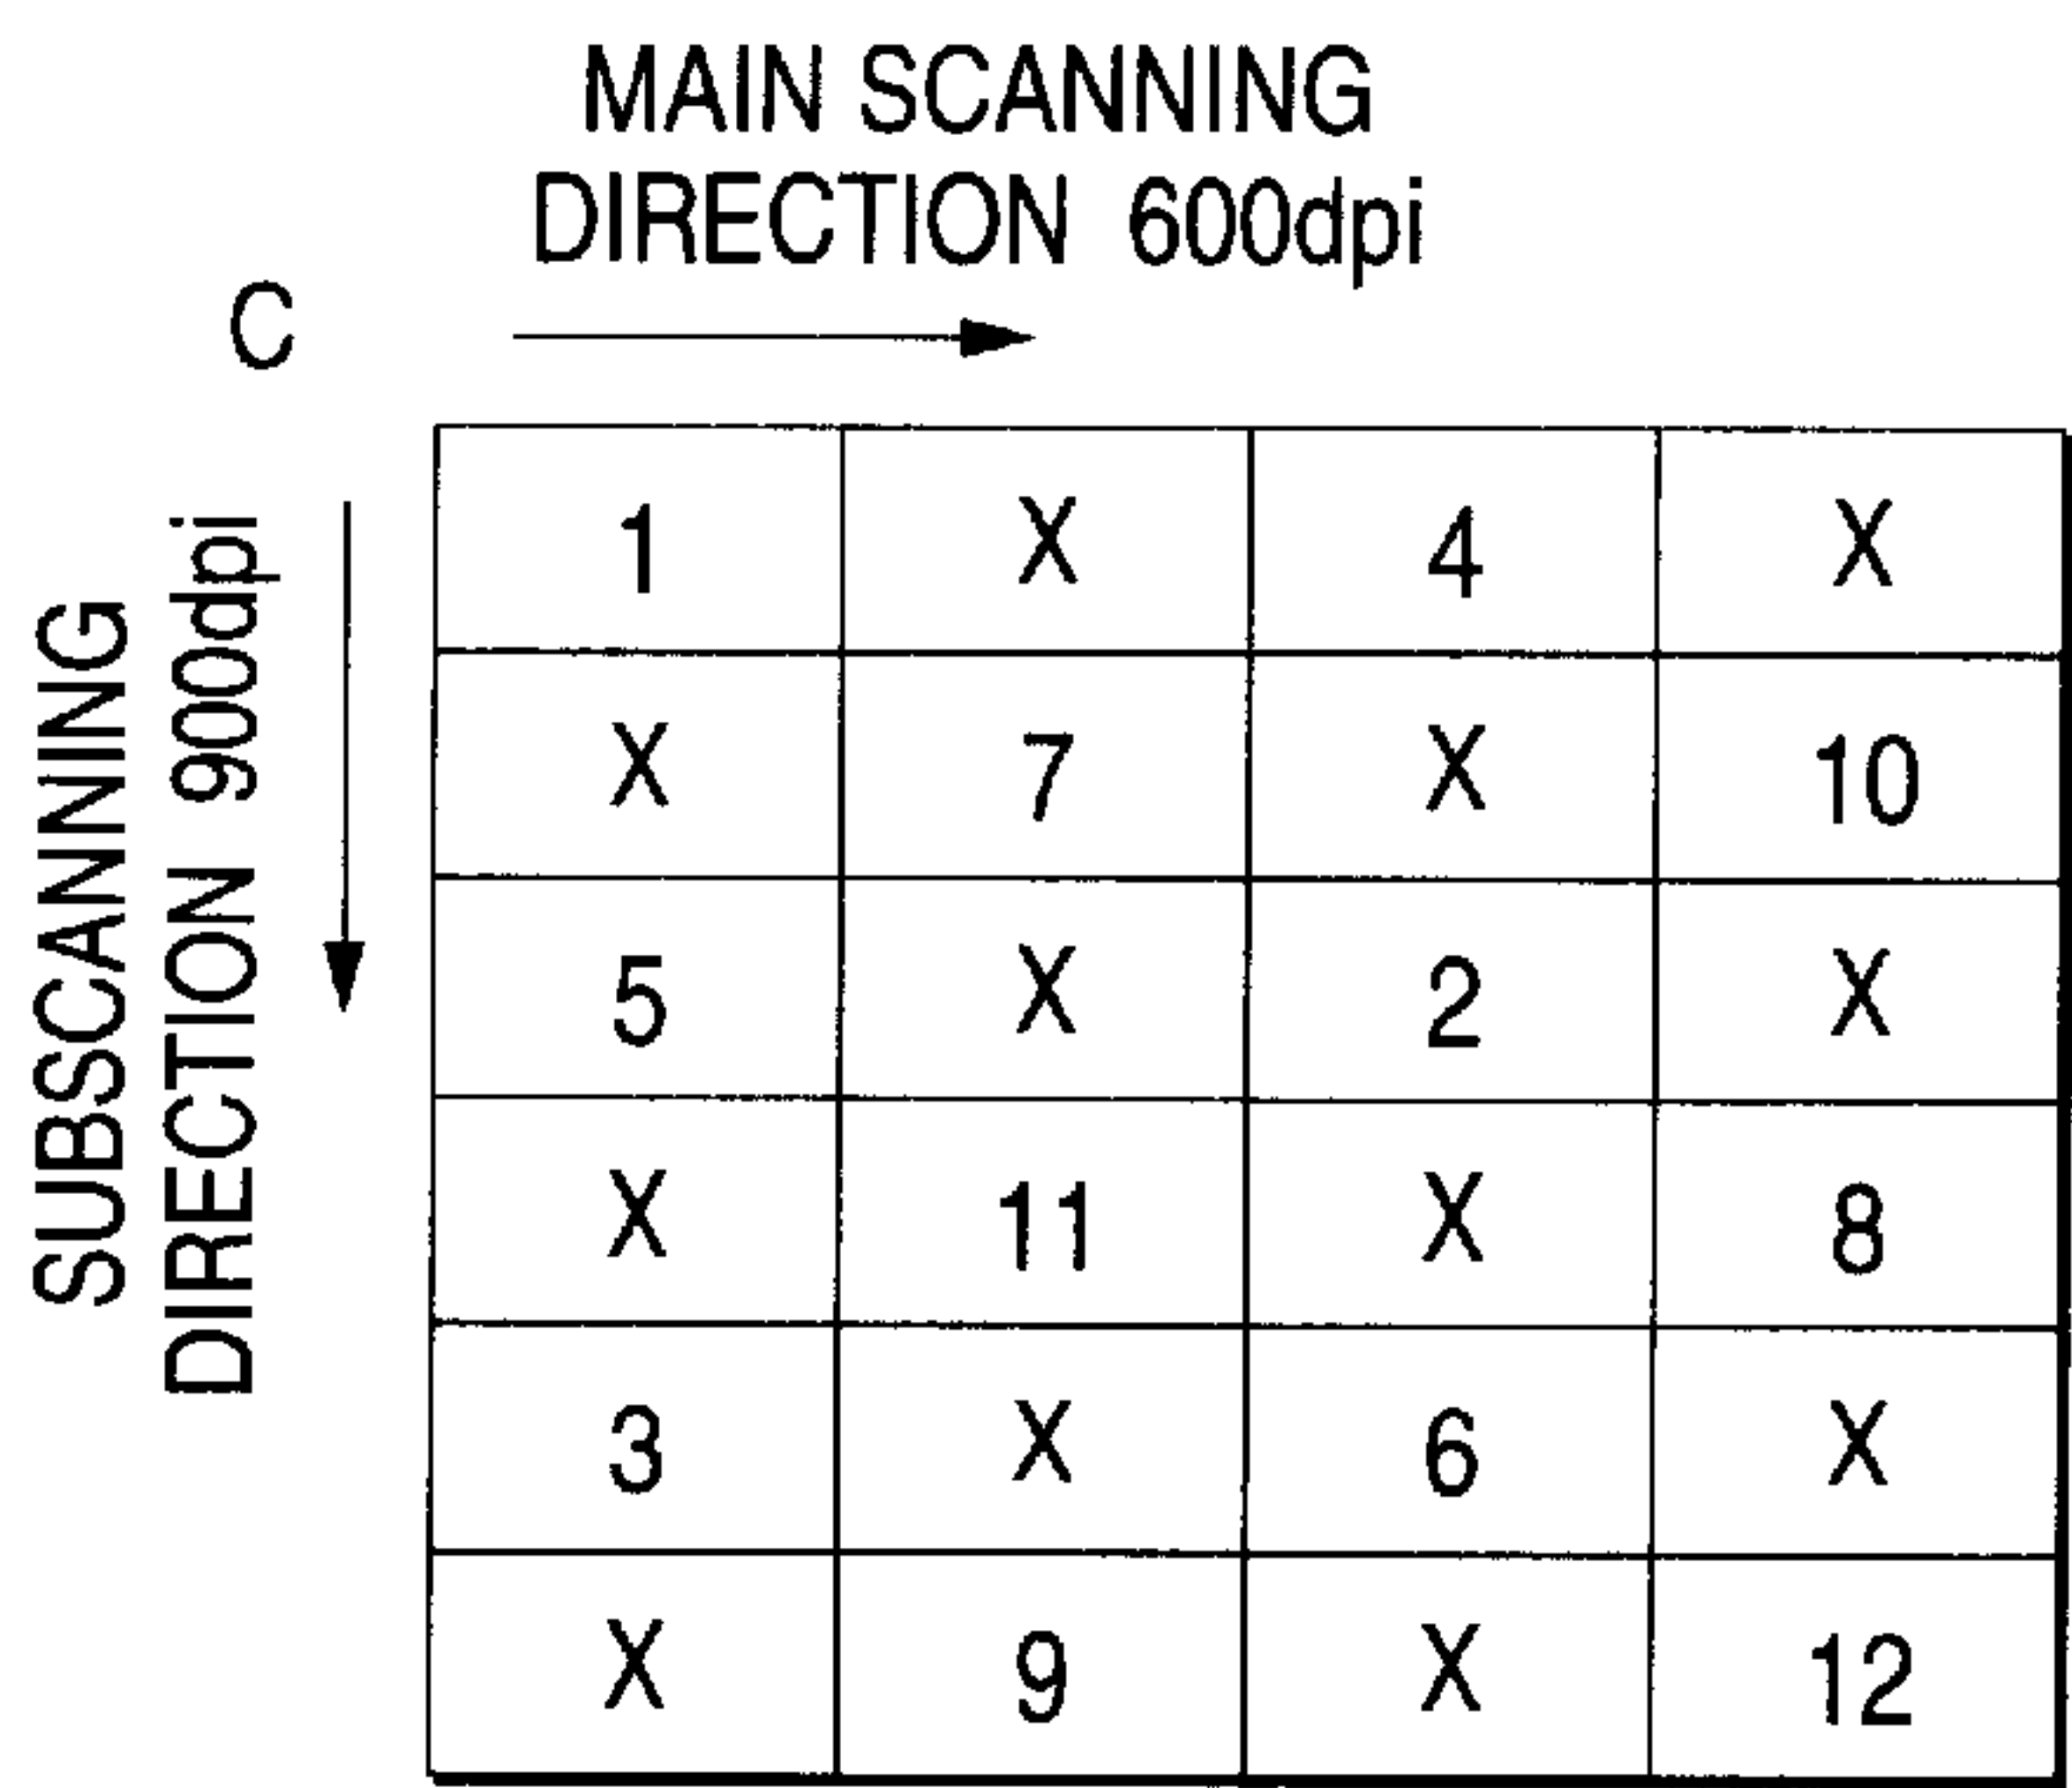 MAIN SCANNING
DIRECTION 600dpi
C
SUBSCANNING
DIRECTION 900dpi
1 X 4 X
X 7 X 10
5 X 2 X
X 11 X 8
3 X 6 X
X 9 X 12